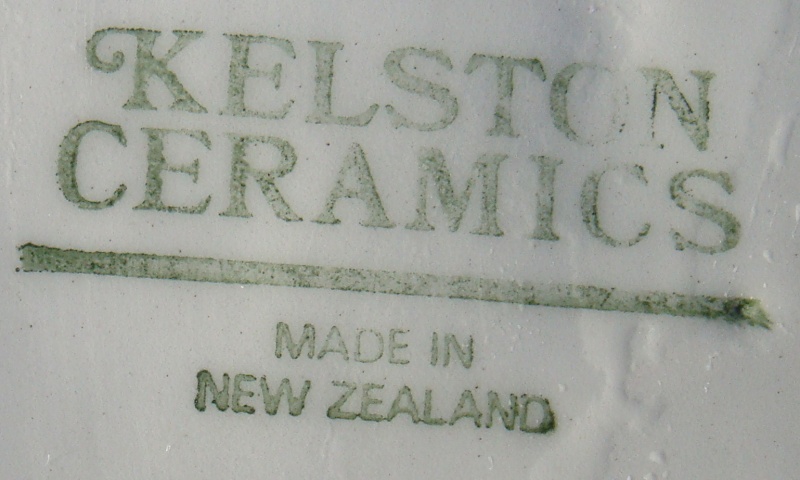 KELSTON
CERAMICS
MADE IN
NEW ZEALAND